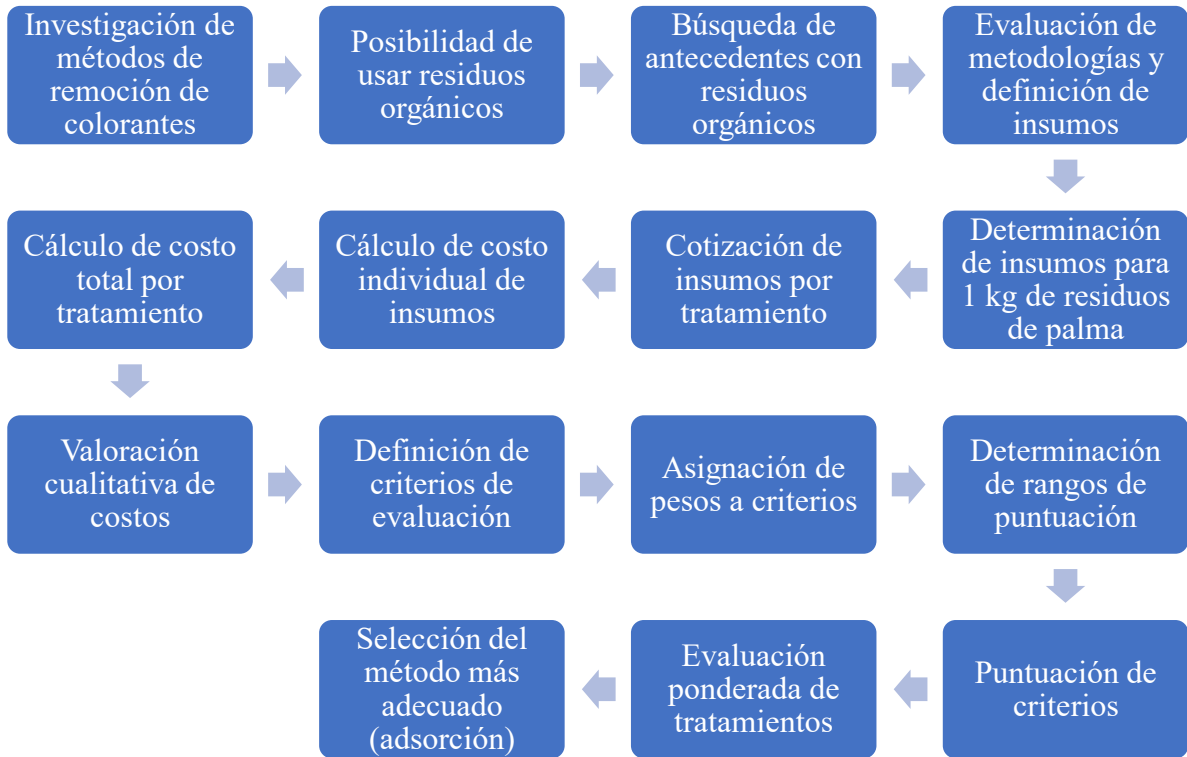 Investigación de
métodos de
remoción de
colorantes
Posibilidad de
usar residuos
orgánicos
Búsqueda de
antecedentes con
residuos
orgánicos
Evaluación de
metodologías y
definición de
insumos
Determinación
de insumos para
1 kg de residuos
de palma
Cotización de
insumos por
tratamiento
Cálculo de costo
individual de
insumos
Cálculo de costo
total por
tratamiento
Valoración
cualitativa de
costos
Definición de
criterios de
evaluación
Asignación de
pesos a criterios
Determinación
de rangos de
puntuación
Puntuación de
criterios
Evaluación
ponderada de
tratamientos
Selección del
método más
adecuado
(adsorción)